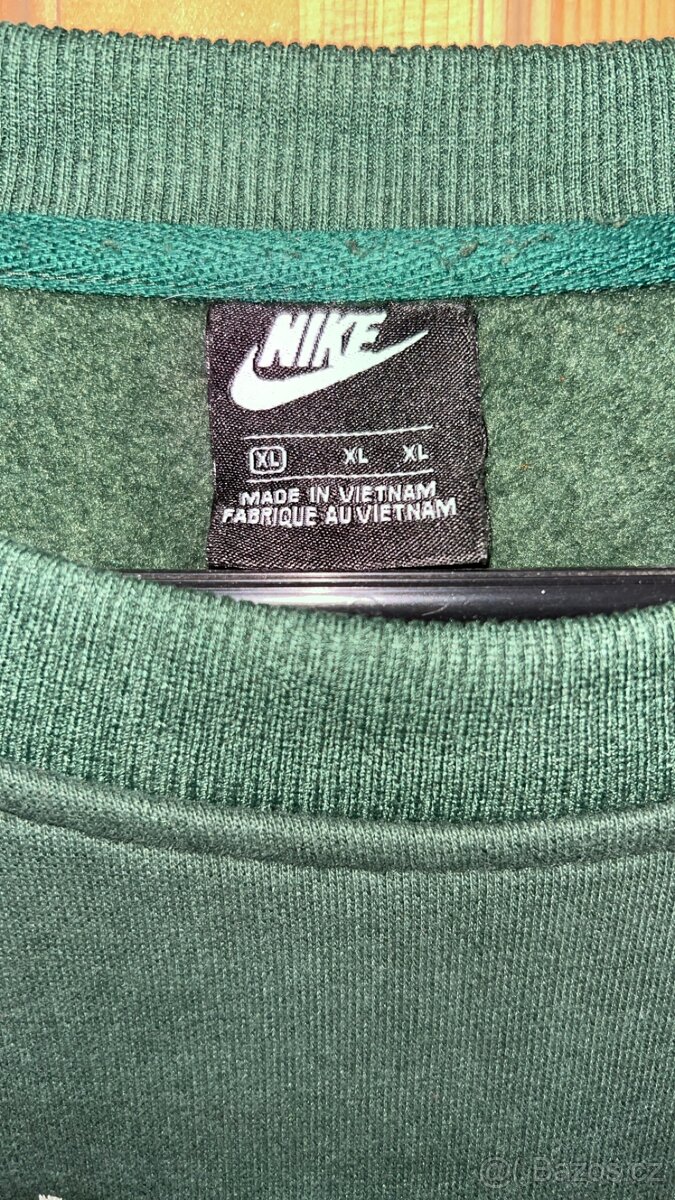 NIKE
XL XL XL
MADE IN VIETNAM
FABRIQUE AU VIETNAM
Bazos.cz